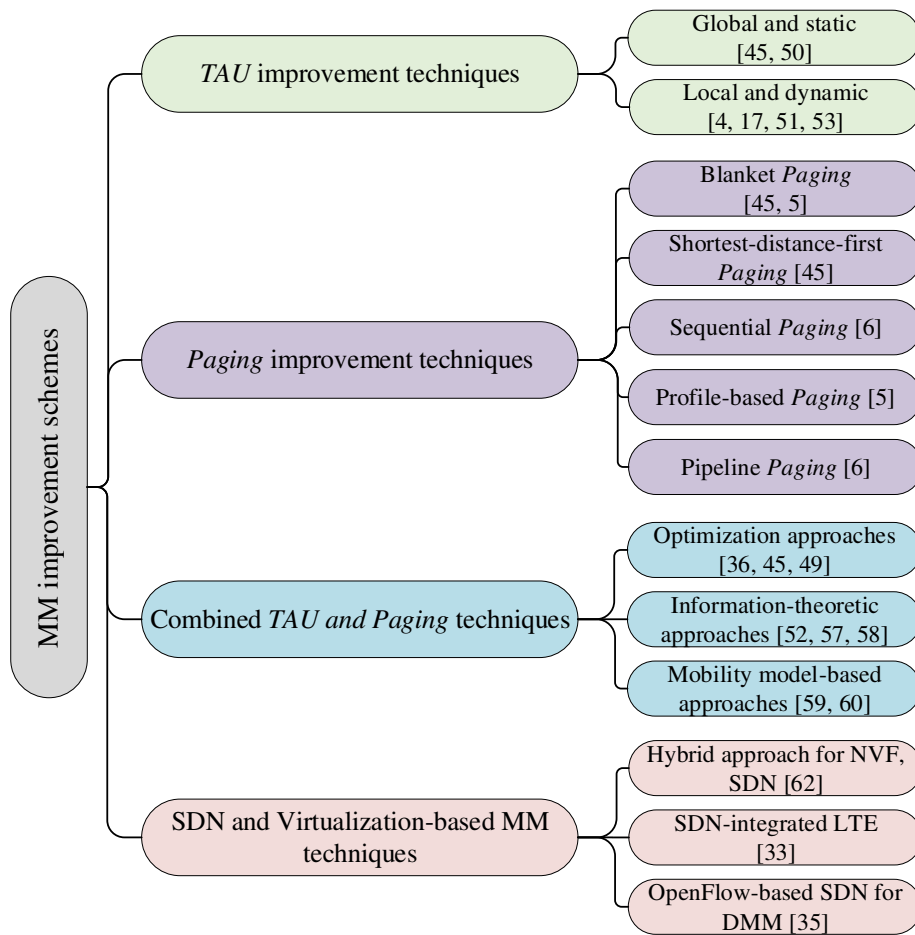 MM improvement schemes
TAU improvement techniques
Global and static
[45, 50]
Local and dynamic
[4, 17, 51, 53]
Paging improvement techniques
Blanket Paging
[45, 5]
Shortest-distance-first
Paging [45]
Sequential Paging [6]
Profile-based Paging [5]
Pipeline Paging [6]
Combined TAU and Paging techniques
Optimization approaches
[36, 45, 49]
Information-theoretic
approaches [52, 57, 58]
Mobility model-based
approaches [59, 60]
SDN and Virtualization-based MM
techniques
Hybrid approach for NVF,
SDN [62]
SDN-integrated LTE
[33]
OpenFlow-based SDN for
DMM [35]